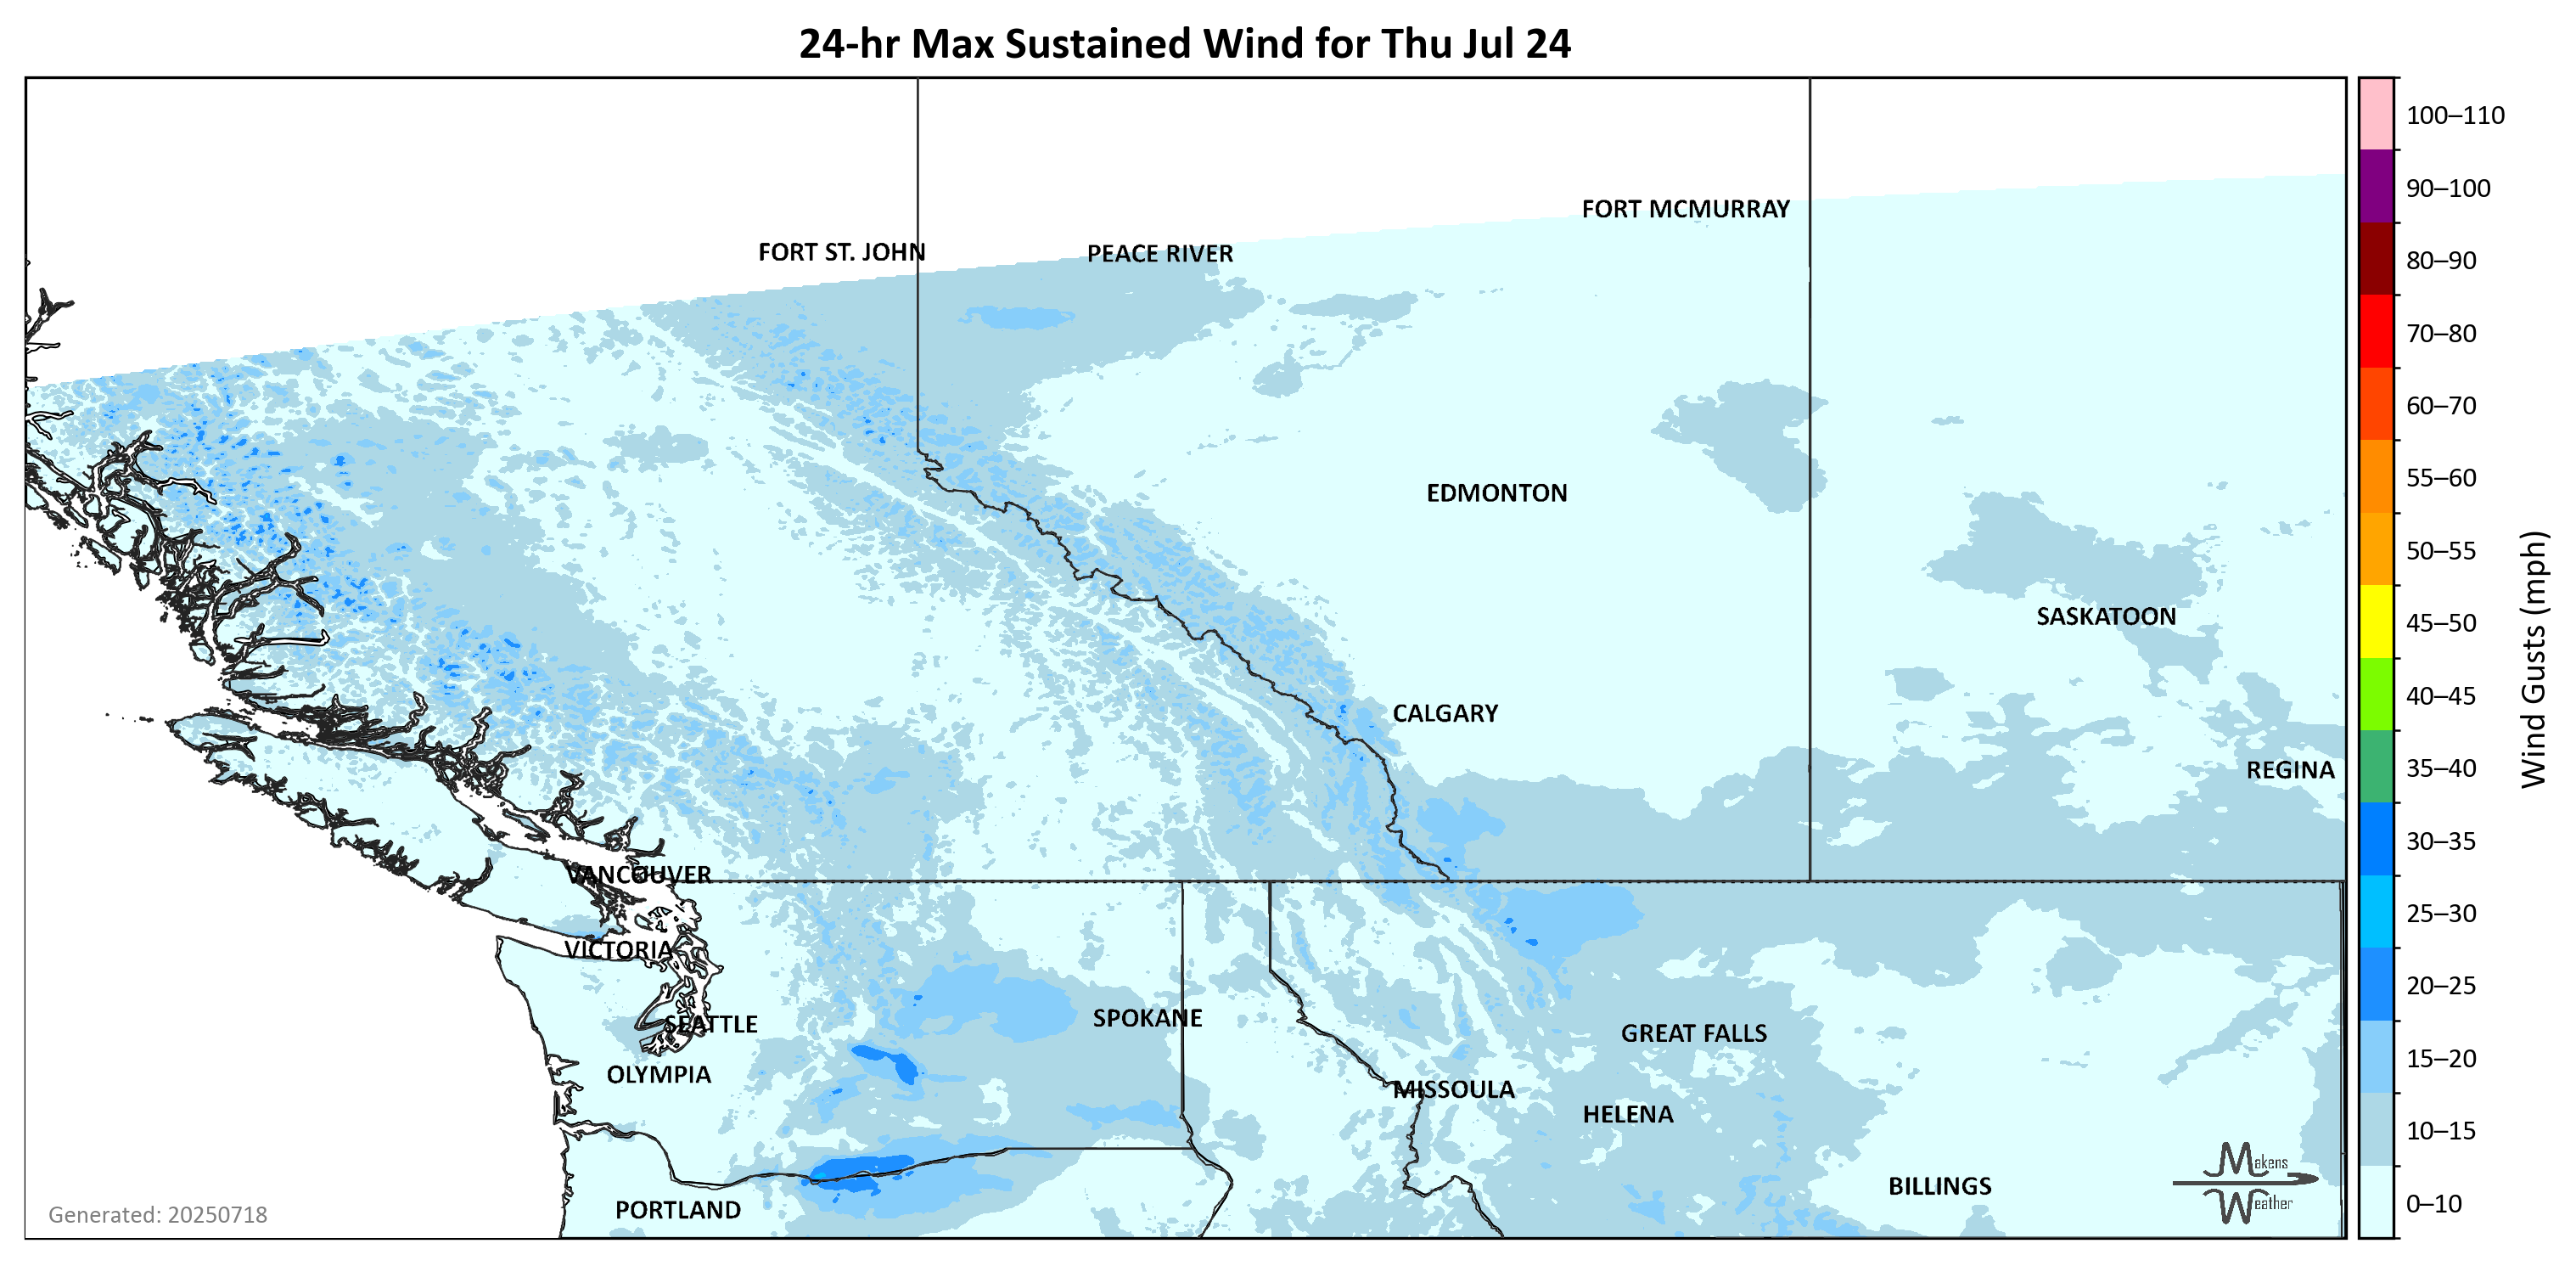 24-hr Max Sustained Wind for Thu Jul 24
100–110
90–100
80–90
70–80
60–70
55–60
50–55
45–50
40–45
35–40
30–35
25–30
20–25
15–20
10–15
0–10
Wind Gusts (mph)
FORT MCMURRAY
FORT ST. JOHN
PEACE RIVER
EDMONTON
SASKATOON
CALGARY
REGINA
VANCOUVER
VICTORIA
SPOKANE
SEATTLE
GREAT FALLS
OLYMPIA
MISSOULA
HELENA
BILLINGS
PORTLAND
Makens
Weather
Generated: 20250718